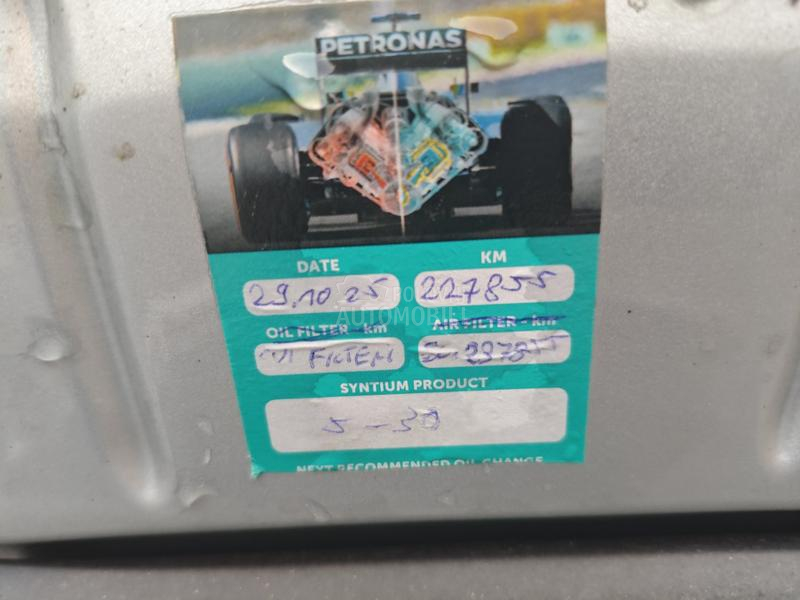 PETRONAS
DATE KM
29.10 25 227855
OIL FILTER - km AIR FILTER - km
FILTERI
SYNTIUM PRODUCT
5-30
NEXT RECOMMENDED OIL CHANGE